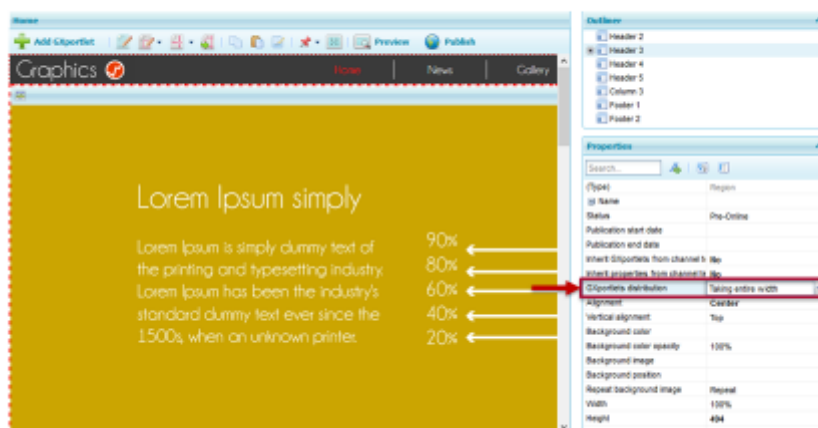 Home
Add GXportlet
Preview
Publish
Graphics
Home
News
Gallery
Lorem Ipsum simply
Lorem Ipsum is simply dummy text of
the printing and typesetting industry.
Lorem Ipsum has been the industry's
standard dummy text ever since the
1500s, when an unknown printer.
90%
80%
60%
40%
20%
Outliner
Header 2
Header 3
Header 4
Header 5
Column 3
Footer 1
Footer 2
Properties
Search...
(Type) Region
Name
Status Pre-Online
Publication start date
Publication end date
Inherit GXportlets from channel b No
Inherit properties from channel No
GXportlets distribution Taking entire width
Alignment Center
Vertical alignment Top
Background color
Background color opacity 100%
Background image
Background position
Repeat background image Repeat
Width 100%
Height 494